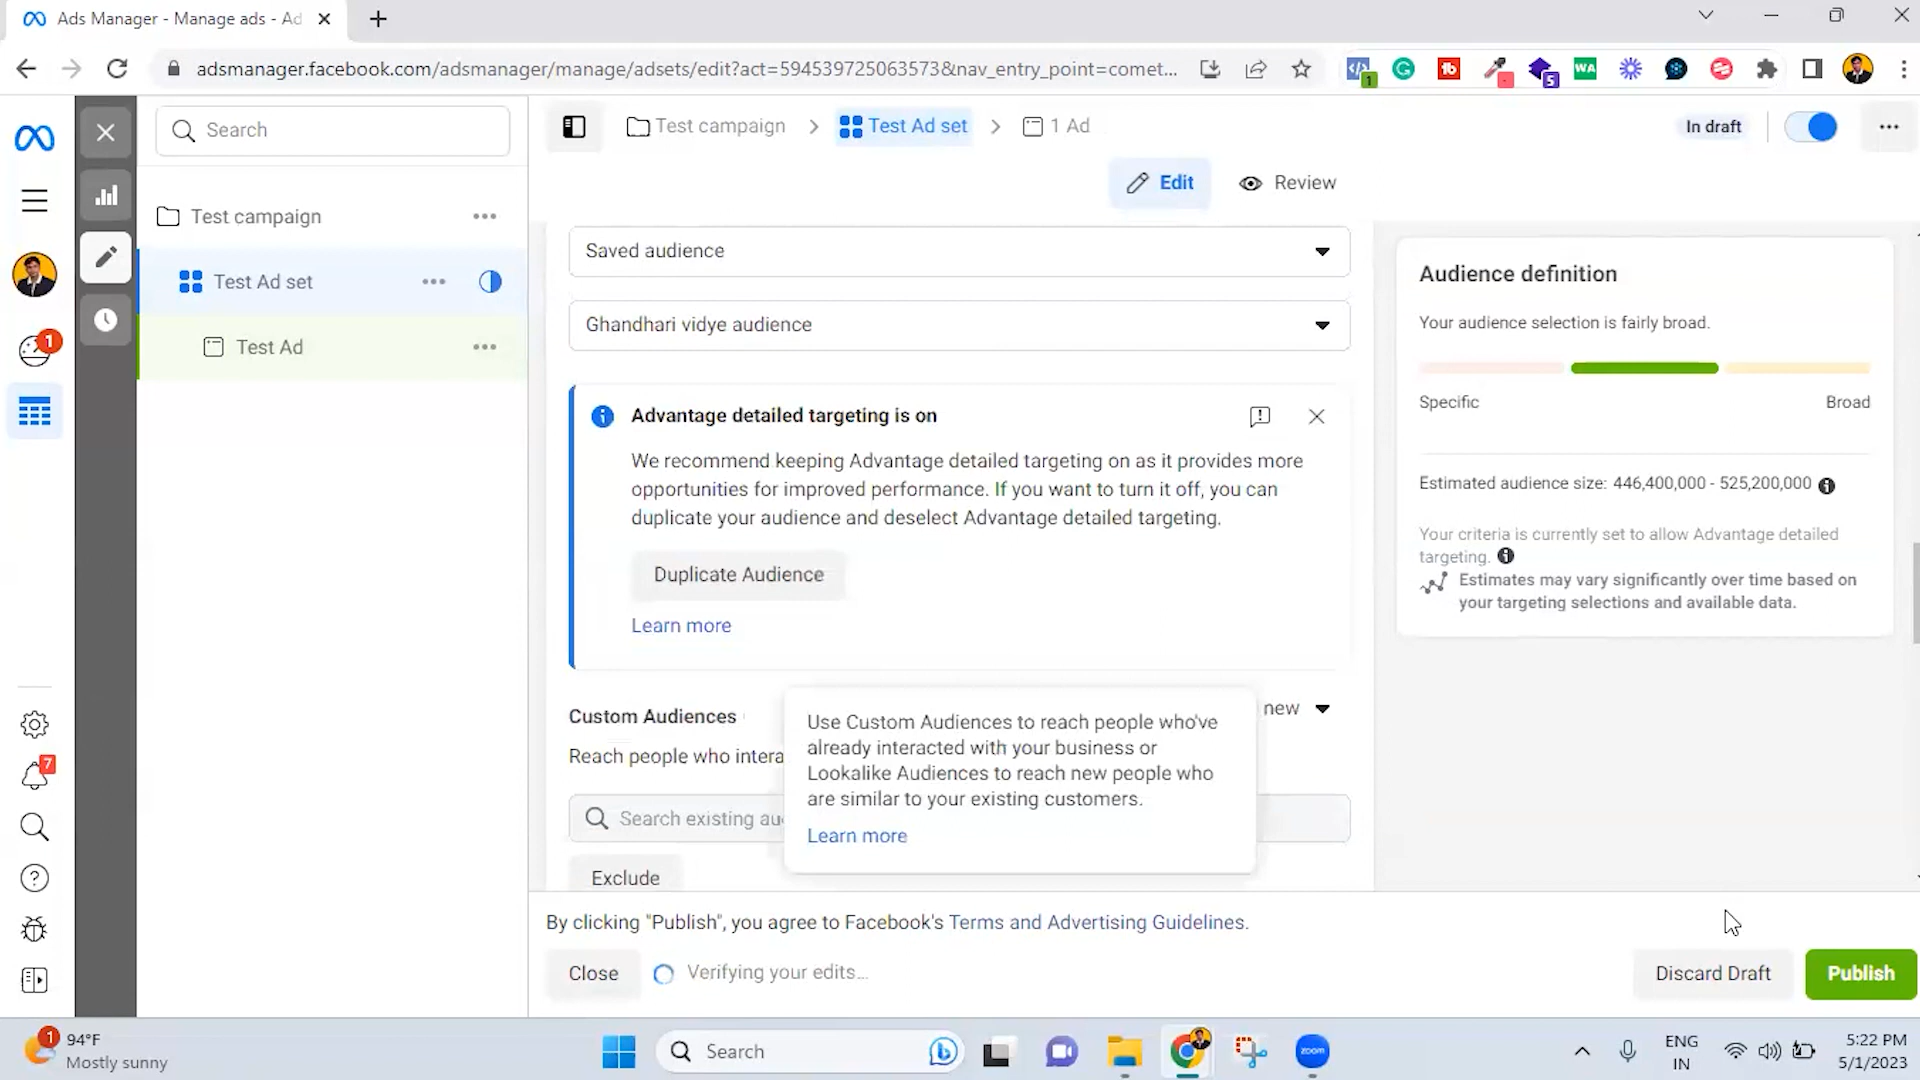 Ads Manager - Manage ads - Ad
adsmanager.facebook.com/adsmanager/manage/adsets/edit?act=594539725063573&nav_entry_point=comet...
1
tb
5
WA
Search
Test campaign
Test Ad set
1 Ad
In draft
Edit
Review
Test campaign
Test Ad set
Test Ad
1
7
Saved audience
Ghandhari vidye audience
Advantage detailed targeting is on
We recommend keeping Advantage detailed targeting on as it provides more
opportunities for improved performance. If you want to turn it off, you can
duplicate your audience and deselect Advantage detailed targeting.
Duplicate Audience
Learn more
Custom Audiences
new
Reach people who intera
Search existing au
Exclude
Use Custom Audiences to reach people who've
already interacted with your business or
Lookalike Audiences to reach new people who
are similar to your existing customers.
Learn more
Audience definition
Your audience selection is fairly broad.
Specific
Broad
Estimated audience size: 446,400,000 - 525,200,000
Your criteria is currently set to allow Advantage detailed
targeting.
Estimates may vary significantly over time based on
your targeting selections and available data.
By clicking "Publish", you agree to Facebook's Terms and Advertising Guidelines.
Close
Verifying your edits...
Discard Draft
Publish
1
94°F
Mostly sunny
Search
zoom
ENG
IN
5:22 PM
5/1/2023